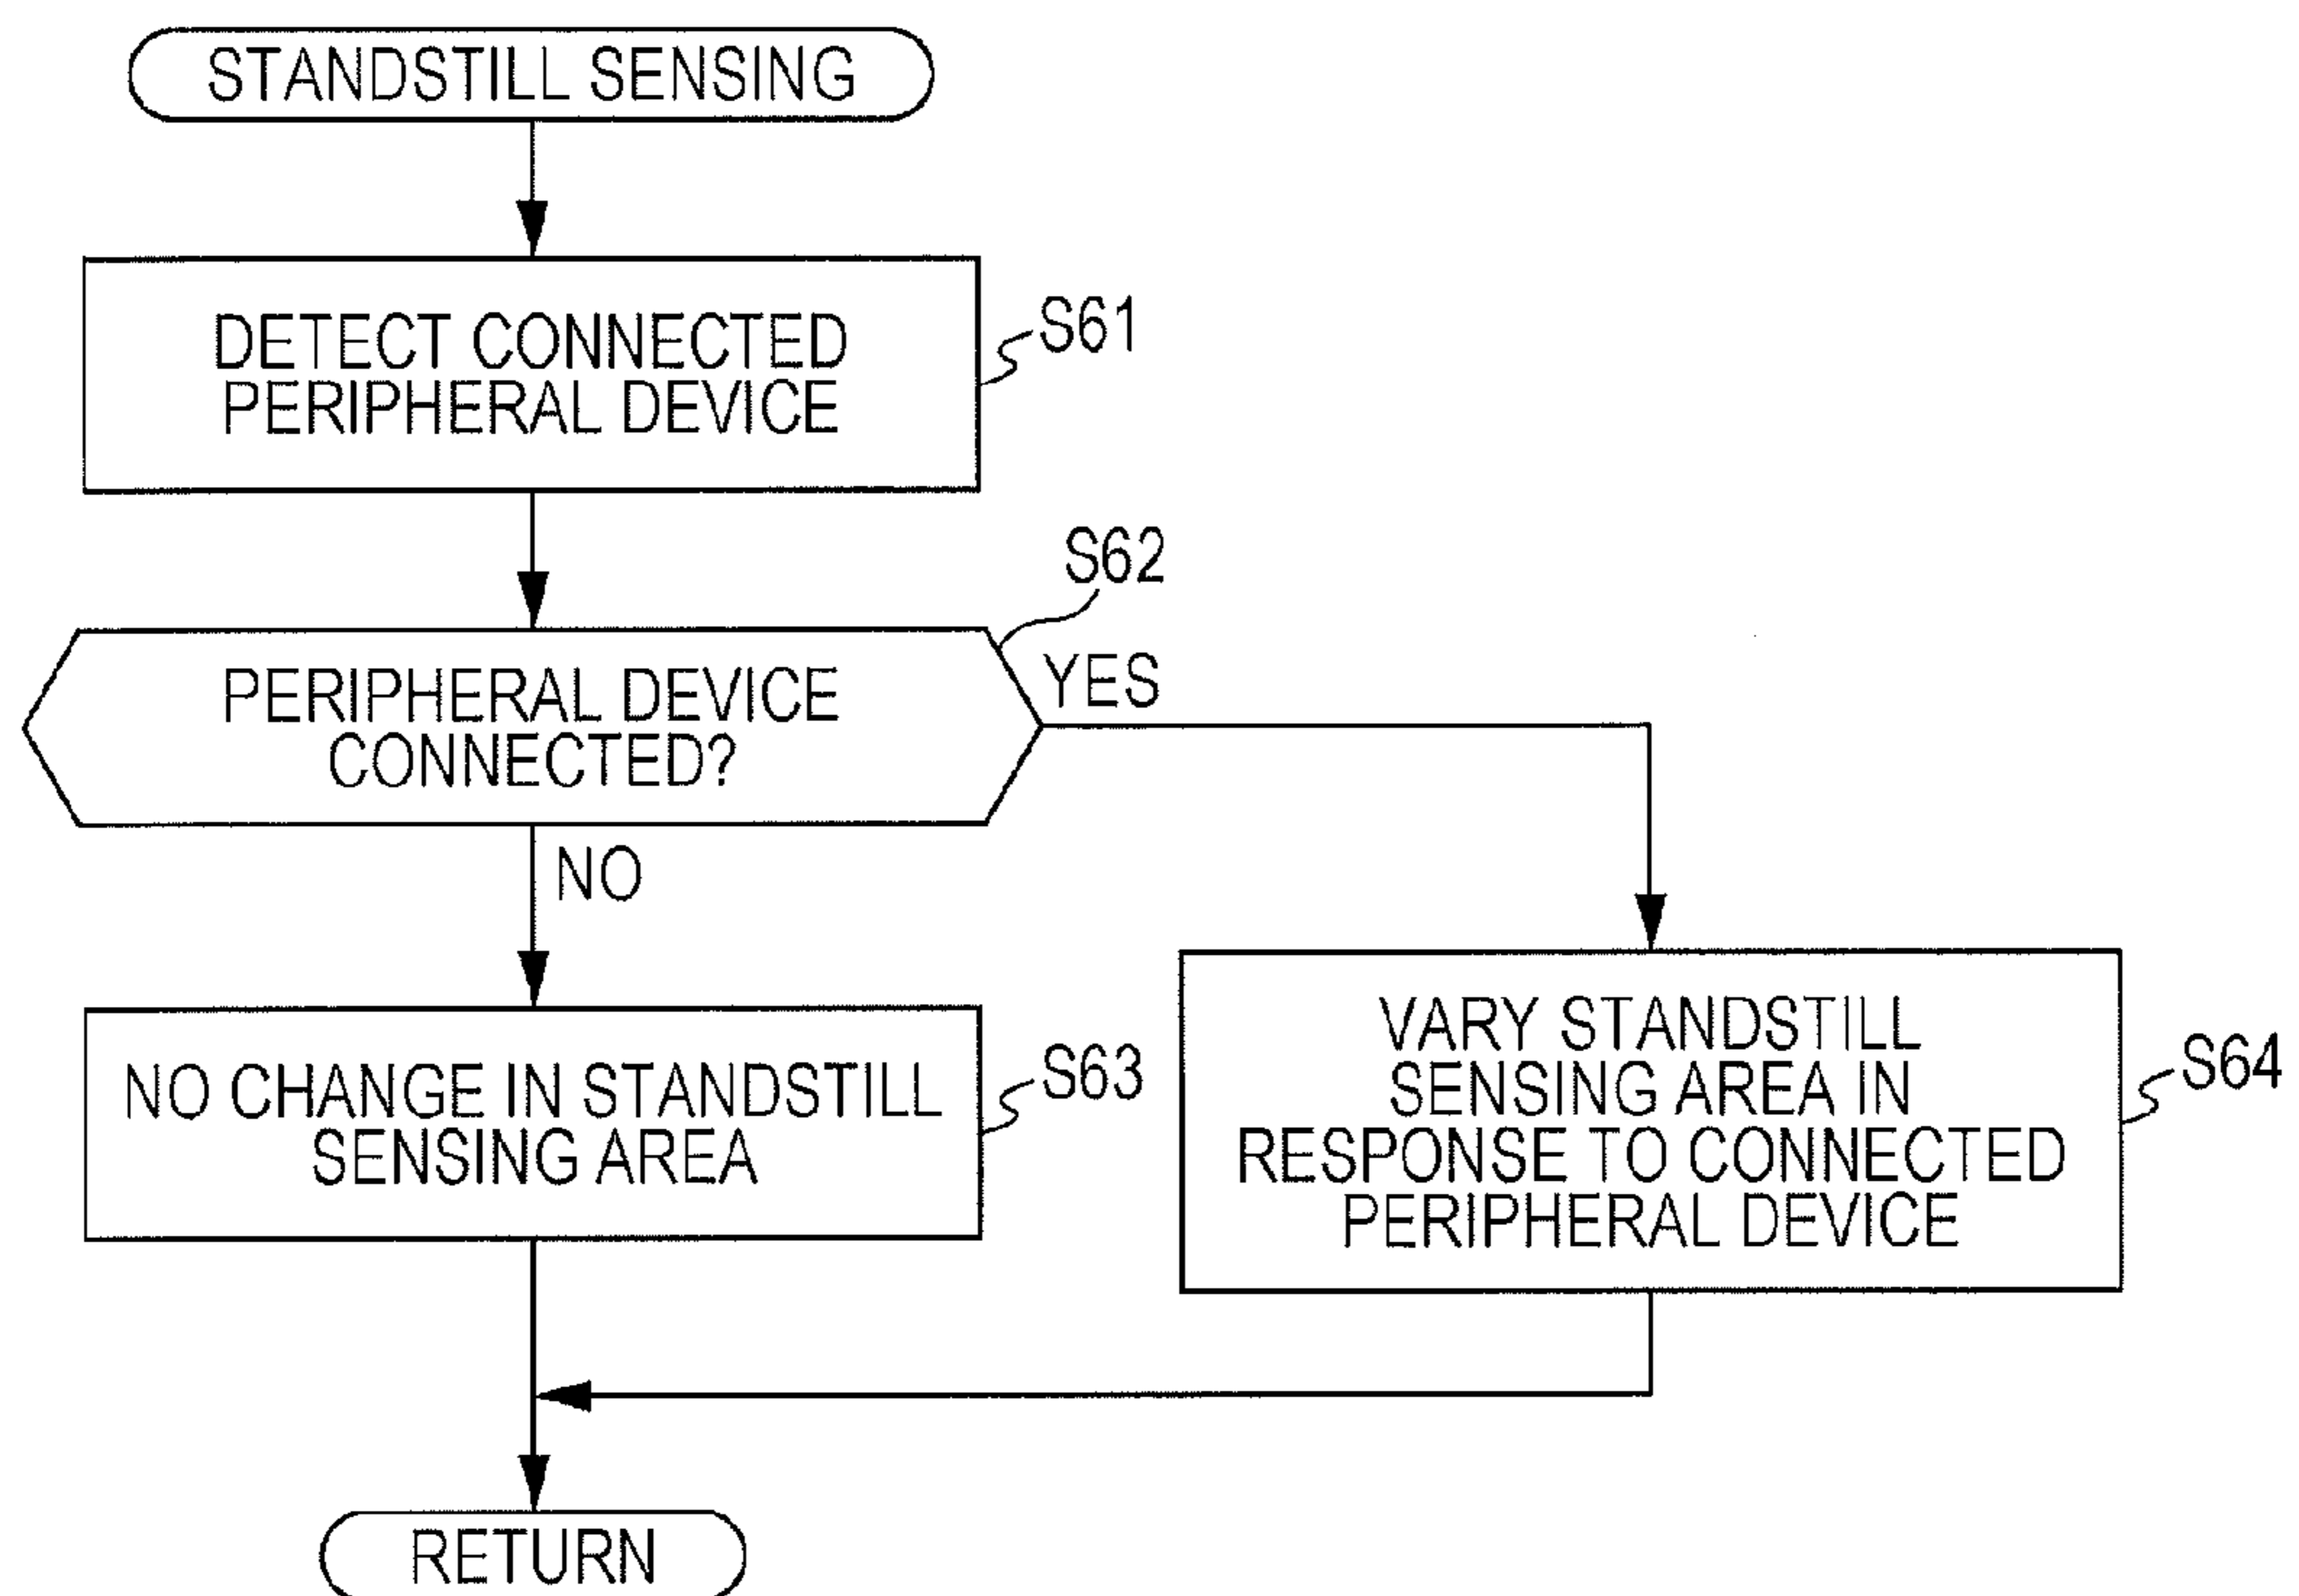 STANDSTILL SENSING
DETECT CONNECTED
PERIPHERAL DEVICE
S61
S62
PERIPHERAL DEVICE
CONNECTED?
YES
NO
NO CHANGE IN STANDSTILL
SENSING AREA
S63
VARY STANDSTILL
SENSING AREA IN
RESPONSE TO CONNECTED
PERIPHERAL DEVICE
S64
RETURN